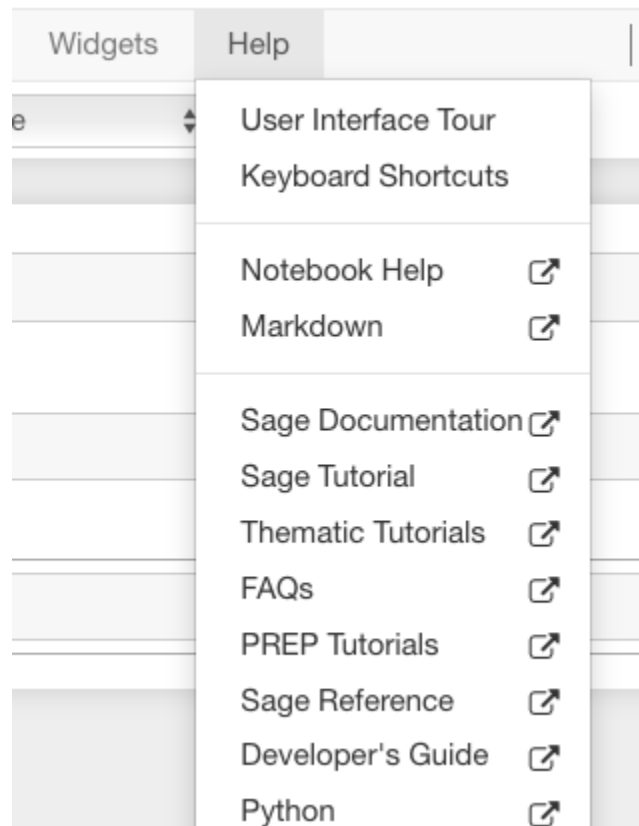 Widgets Help
e
User Interface Tour
Keyboard Shortcuts
Notebook Help
Markdown
Sage Documentation
Sage Tutorial
Thematic Tutorials
FAQs
PREP Tutorials
Sage Reference
Developer's Guide
Python